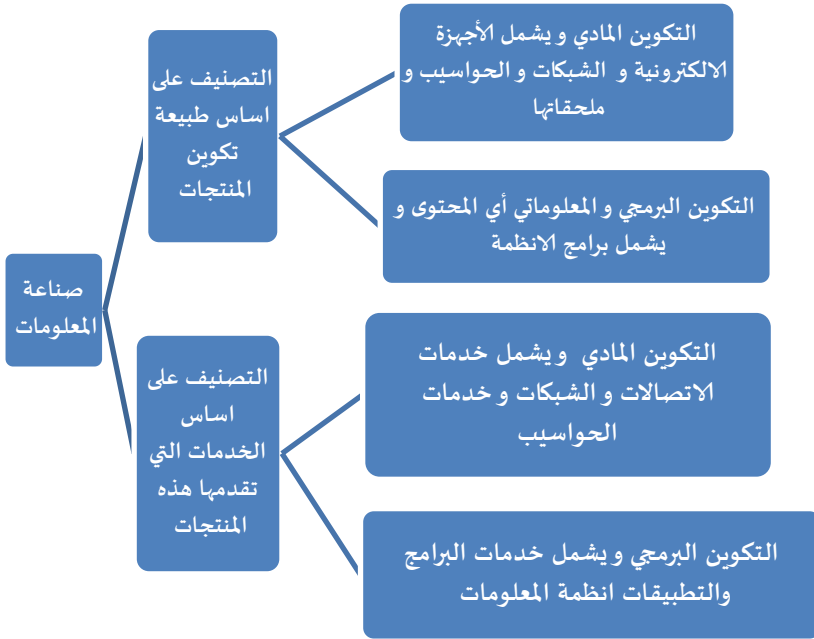 صناعة
المعلومات
التصنيف على
اساس طبيعة
تكوين
المنتجات
التكوين المادي و يشمل الأجهزة
الالكترونية و الشبكات و الحواسيب و
ملحقاتها
التكوين البرمجي و المعلوماتي أي المحتوى و
يشمل برامج الانظمة
التصنيف على
اساس
الخدمات التي
تقدمها هذه
المنتجات
التكوين المادي ويشمل خدمات
الاتصالات و الشبكات و خدمات
الحواسيب
التكوين البرمجي و يشمل خدمات البرامج
والتطبيقات انظمة المعلومات